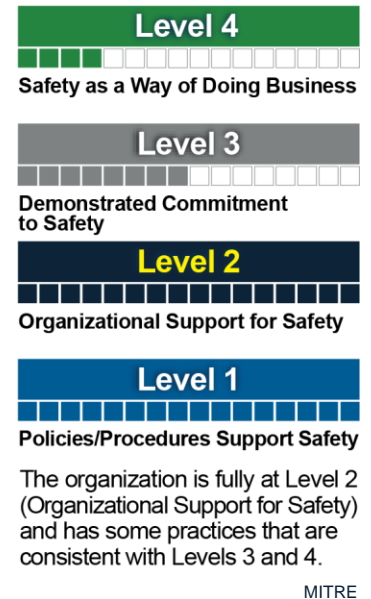 Level 4
Safety as a Way of Doing Business
Level 3
Demonstrated Commitment
to Safety
Level 2
Organizational Support for Safety
Level 1
Policies/Procedures Support Safety
The organization is fully at Level 2
(Organizational Support for Safety)
and has some practices that are
consistent with Levels 3 and 4.
MITRE